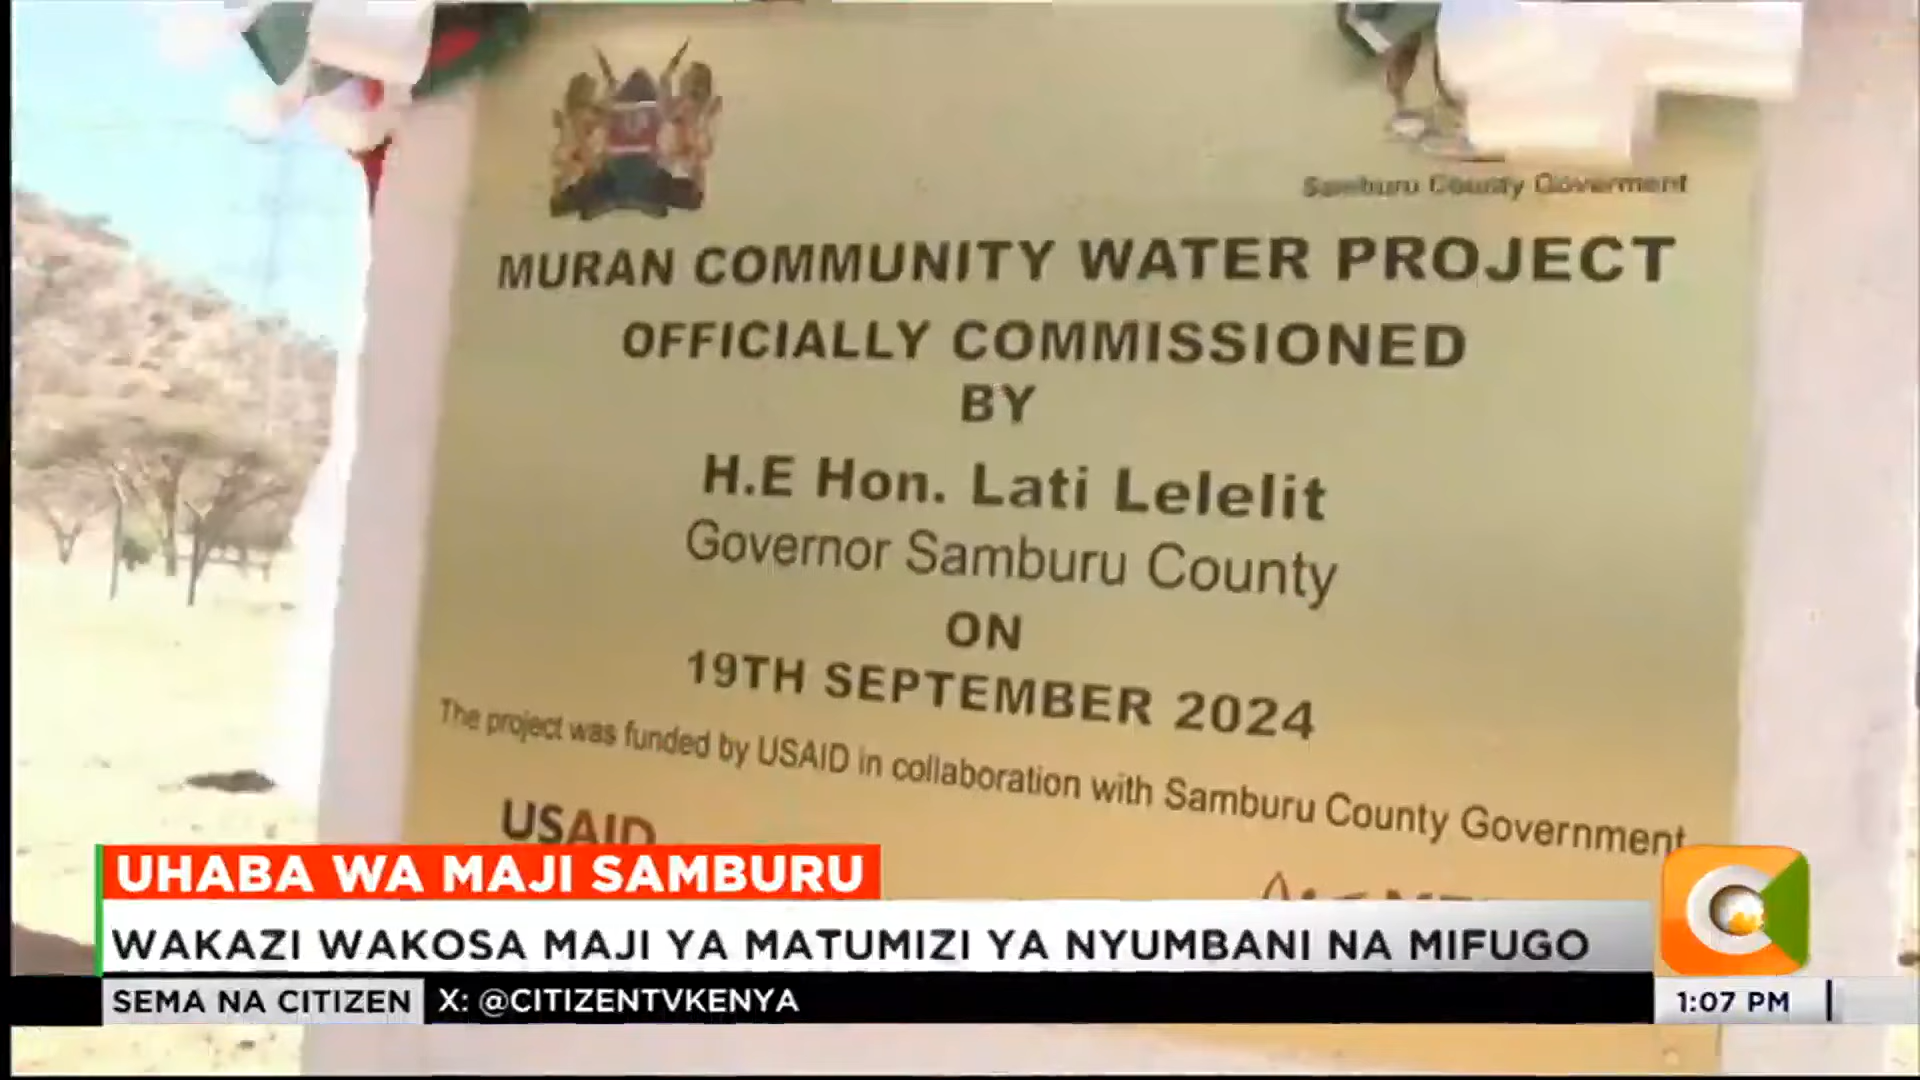 Samburu County Goverment
MURAN COMMUNITY WATER PROJECT
OFFICIALLY COMMISSIONED
BY
H.E Hon. Lati Lelelit
Governor Samburu County
ON
19TH SEPTEMBER 2024
The project was funded by USAID in collaboration with Samburu County Government
USAID
UHABA WA MAJI SAMBURU
WAKAZI WAKOSA MAJI YA MATUMIZI YA NYUMBANI NA MIFUGO
SEMA NA CITIZEN X: @CITIZENTVKENYA
1:07 PM